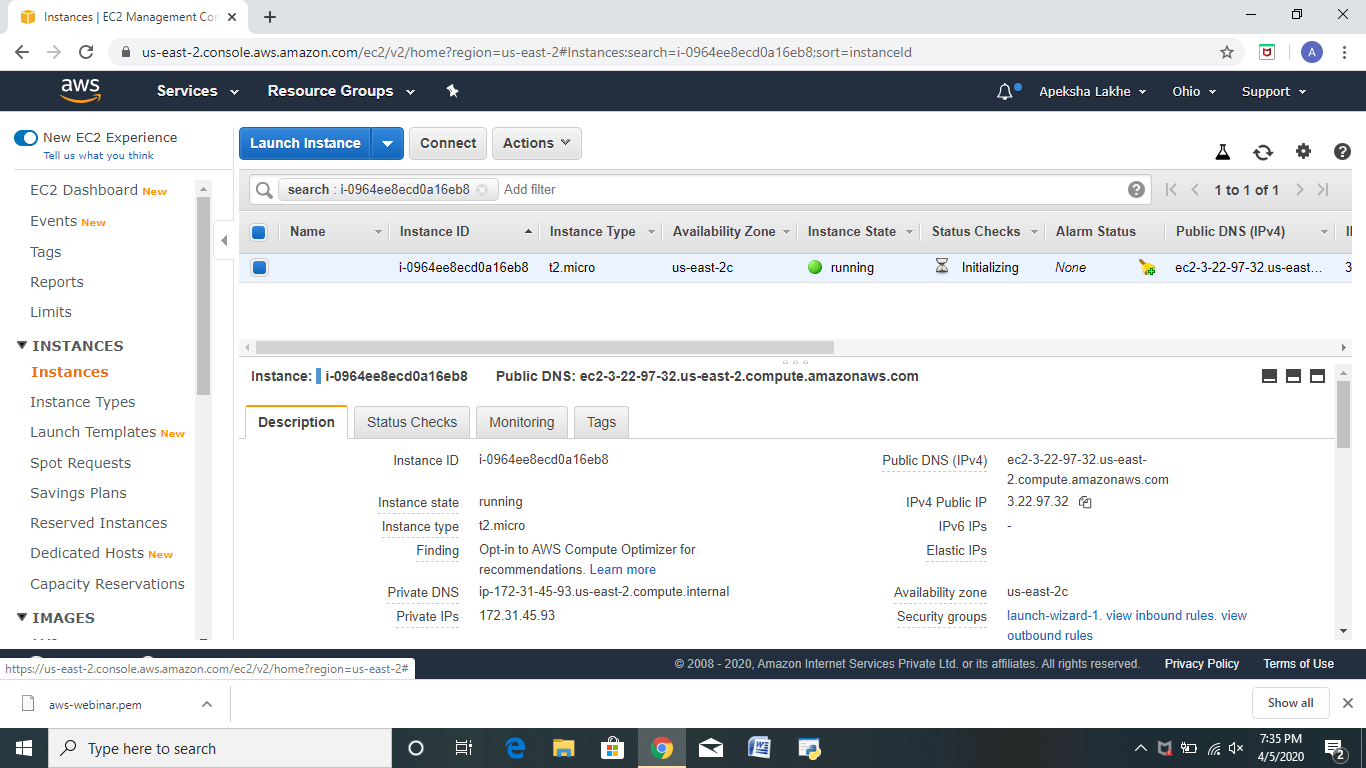 Instances | EC2 Management Con
us-east-2.console.aws.amazon.com/ec2/v2/home?region=us-east-2#Instances:search=i-0964ee8ecd0a16eb8;sort=instanceId
A
aws
Services
Resource Groups
Apeksha Lakhe
Ohio
Support
New EC2 Experience
Tell us what you think
EC2 Dashboard New
Events New
Tags
Reports
Limits
INSTANCES
Instances
Instance Types
Launch Templates New
Spot Requests
Savings Plans
Reserved Instances
Dedicated Hosts New
Capacity Reservations
IMAGES
Launch Instance
Connect
Actions
search : i-0964ee8ecd0a16eb8
Add filter
1 to 1 of 1
Name
Instance ID
Instance Type
Availability Zone
Instance State
Status Checks
Alarm Status
Public DNS (IPv4)
i-0964ee8ecd0a16eb8
t2.micro
us-east-2c
running
Initializing
None
ec2-3-22-97-32.us-east...
3
Instance: i-0964ee8ecd0a16eb8
Public DNS: ec2-3-22-97-32.us-east-2.compute.amazonaws.com
Description
Status Checks
Monitoring
Tags
Instance ID i-0964ee8ecd0a16eb8
Instance state running
Instance type t2.micro
Finding Opt-in to AWS Compute Optimizer for
recommendations. Learn more
Private DNS ip-172-31-45-93.us-east-2.compute.internal
Private IPs 172.31.45.93
Public DNS (IPv4) ec2-3-22-97-32.us-east-
2.compute.amazonaws.com
IPv4 Public IP 3.22.97.32
IPv6 IPs -
Elastic IPs
Availability zone us-east-2c
Security groups launch-wizard-1. view inbound rules. view
outbound rules
https://us-east-2.console.aws.amazon.com/ec2/v2/home?region=us-east-2#
© 2008 - 2020, Amazon Internet Services Private Ltd. or its affiliates. All rights reserved.
Privacy Policy
Terms of Use
aws-webinar.pem
Show all
Type here to search
7:35 PM
4/5/2020
2